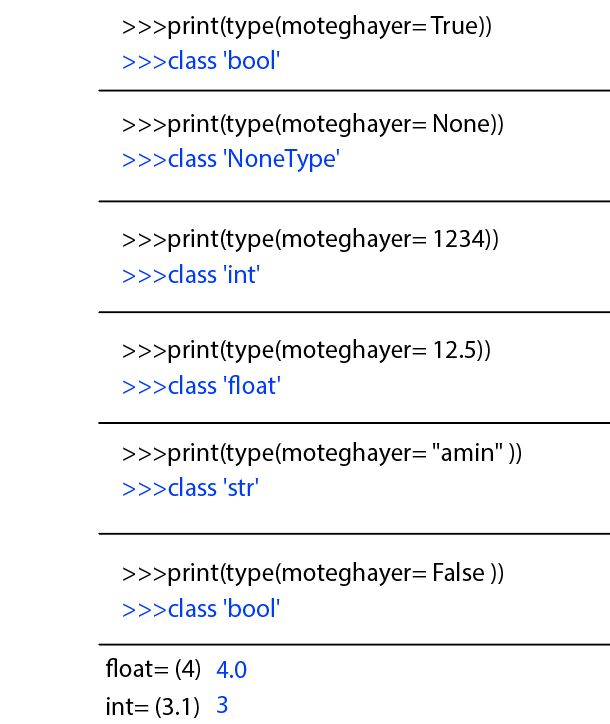 >>>print(type(moteghayer= True))
>>>class 'bool'
>>>print(type(moteghayer= None))
>>>class 'NoneType'
>>>print(type(moteghayer= 1234))
>>>class 'int'
>>>print(type(moteghayer= 12.5))
>>>class 'float'
>>>print(type(moteghayer= "amin" ))
>>>class 'str'
>>>print(type(moteghayer= False ))
>>>class 'bool'
float= (4) 4.0
int= (3.1) 3